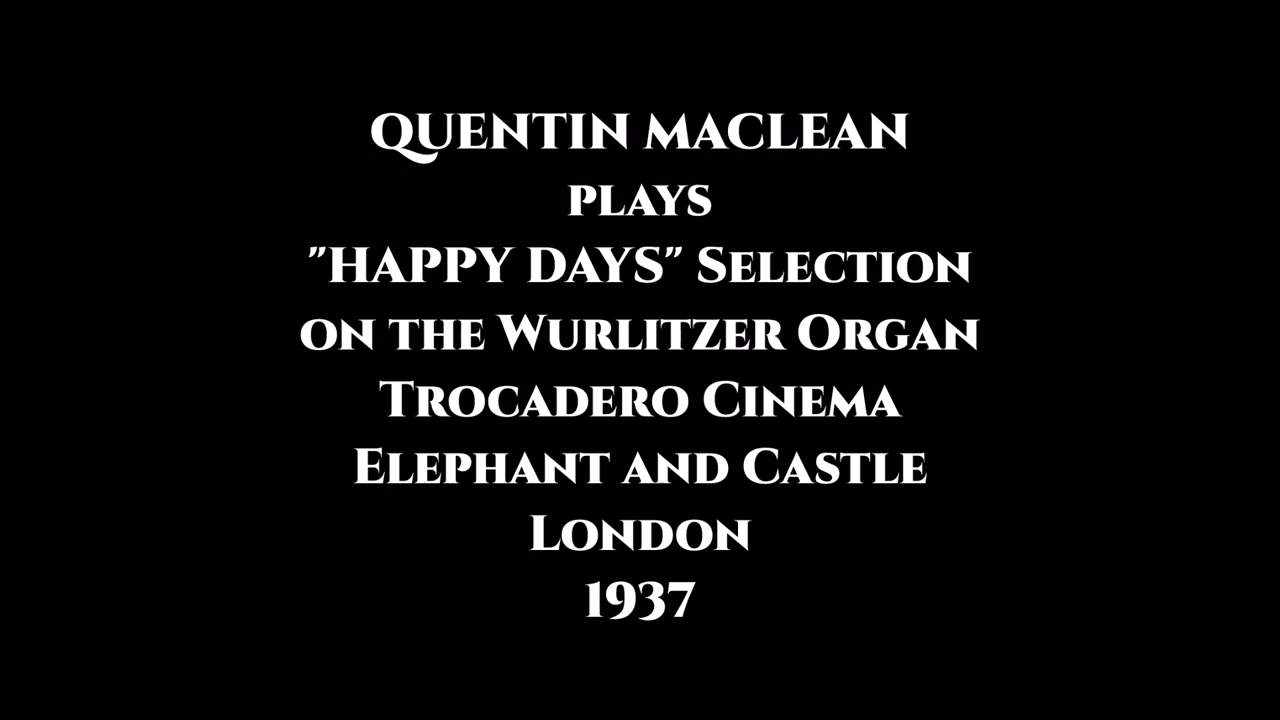 QUENTIN MACLEAN
PLAYS
"HAPPY DAYS" SELECTION
ON THE WURLITZER ORGAN
TROCADERO CINEMA
ELEPHANT AND CASTLE
LONDON
1937